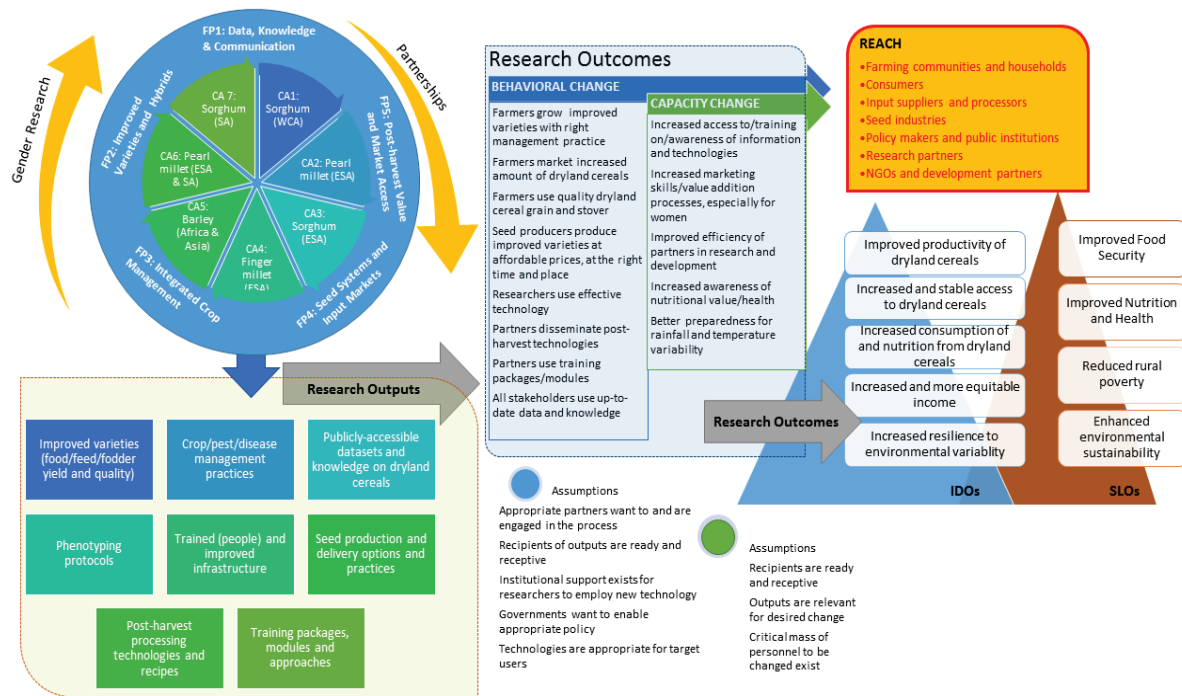 Gender Research
Partnerships
FP1: Data, Knowledge
& Communication
FP2: Improved
Varieties and Hybrids
FP3: Integrated Crop
Management
FP4: Seed Systems and
Input Markets
FP5: Post-harvest Value
and Market Access
CA 7:
Sorghum
(SA)
CA1:
Sorghum
(WCA)
CA6: Pearl
millet (ESA
& SA)
CA2: Pearl
millet (ESA)
CA5:
Barley
(Africa &
Asia)
CA3:
Sorghum
(ESA)
CA4:
Finger
millet
(ESA)
Research Outputs
Improved varieties
(food/feed/fodder
yield and quality)
Crop/pest/disease
management
practices
Publicly-accessible
datasets and
knowledge on dryland
cereals
Phenotyping
protocols
Trained (people) and
improved
infrastructure
Seed production and
delivery options and
practices
Post-harvest
processing
technologies and
recipes
Training packages,
modules and
approaches
Research Outcomes
BEHAVIORAL CHANGE
Farmers grow improved
varieties with right
management practice
Farmers market increased
amount of dryland cereals
Farmers use quality dryland
cereal grain and stover
Seed producers produce
improved varieties at
affordable prices, at the right
time and place
Researchers use effective
technology
Partners disseminate post-
harvest technologies
Partners use training
packages/modules
All stakeholders use up-to-
date data and knowledge
CAPACITY CHANGE
Increased access to/training
on/awareness of information
and technologies
Increased marketing
skills/value addition
processes, especially for
women
Improved efficiency of
partners in research and
development
Increased awareness of
nutritional value/health
Better preparedness for
rainfall and temperature
variability
Research Outcomes
Assumptions
Appropriate partners want to and are
engaged in the process
Recipients of outputs are ready and
receptive
Institutional support exists for
researchers to employ new technology
Governments want to enable
appropriate policy
Technologies are appropriate for target
users
Assumptions
Recipients are ready
and receptive
Outputs are relevant
for desired change
Critical mass of
personnel to be
changed exist
REACH
•Farming communities and households
•Consumers
•Input suppliers and processors
•Seed industries
•Policy makers and public institutions
•Research partners
•NGOs and development partners
Improved productivity of
dryland cereals
Increased and stable access
to dryland cereals
Increased consumption of
and nutrition from dryland
cereals
Increased and more equitable
income
Increased resilience to
environmental variablity
IDOs
Improved Food
Security
Improved Nutrition
and Health
Reduced rural
poverty
Enhanced
environmental
sustainability
SLOs